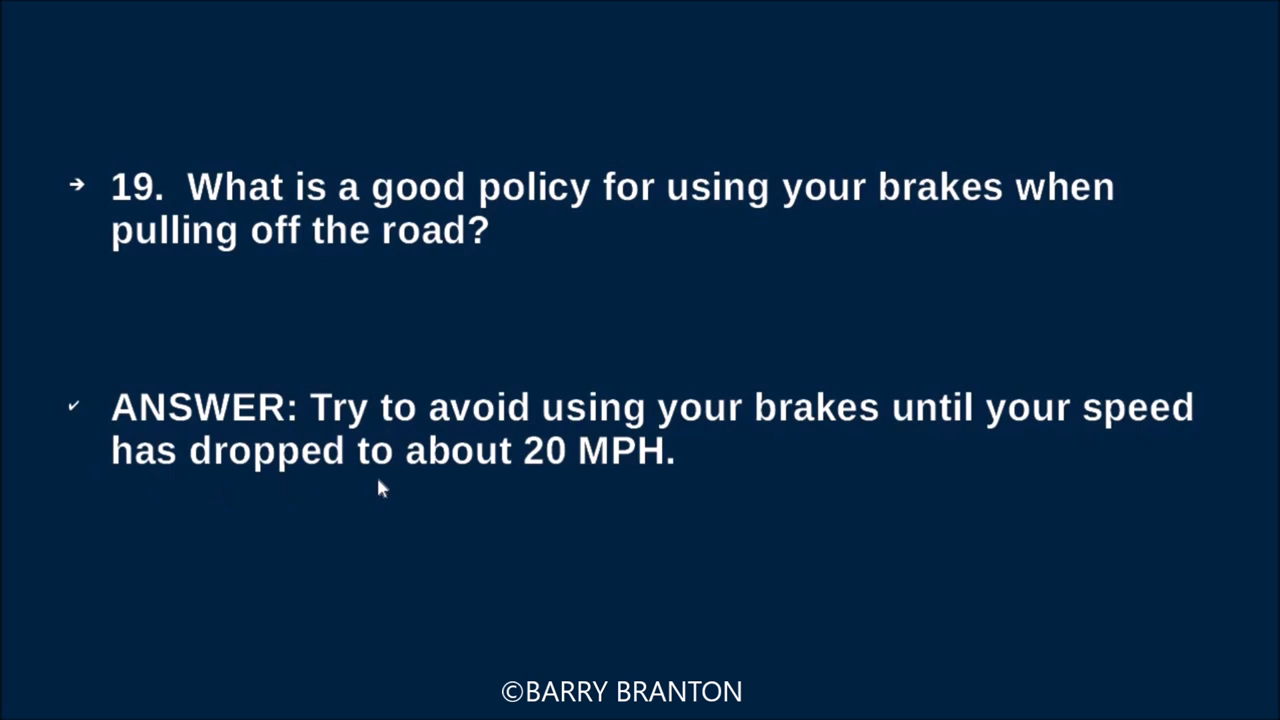 19. What is a good policy for using your brakes when
pulling off the road?
ANSWER: Try to avoid using your brakes until your speed
has dropped to about 20 MPH.
©BARRY BRANTON